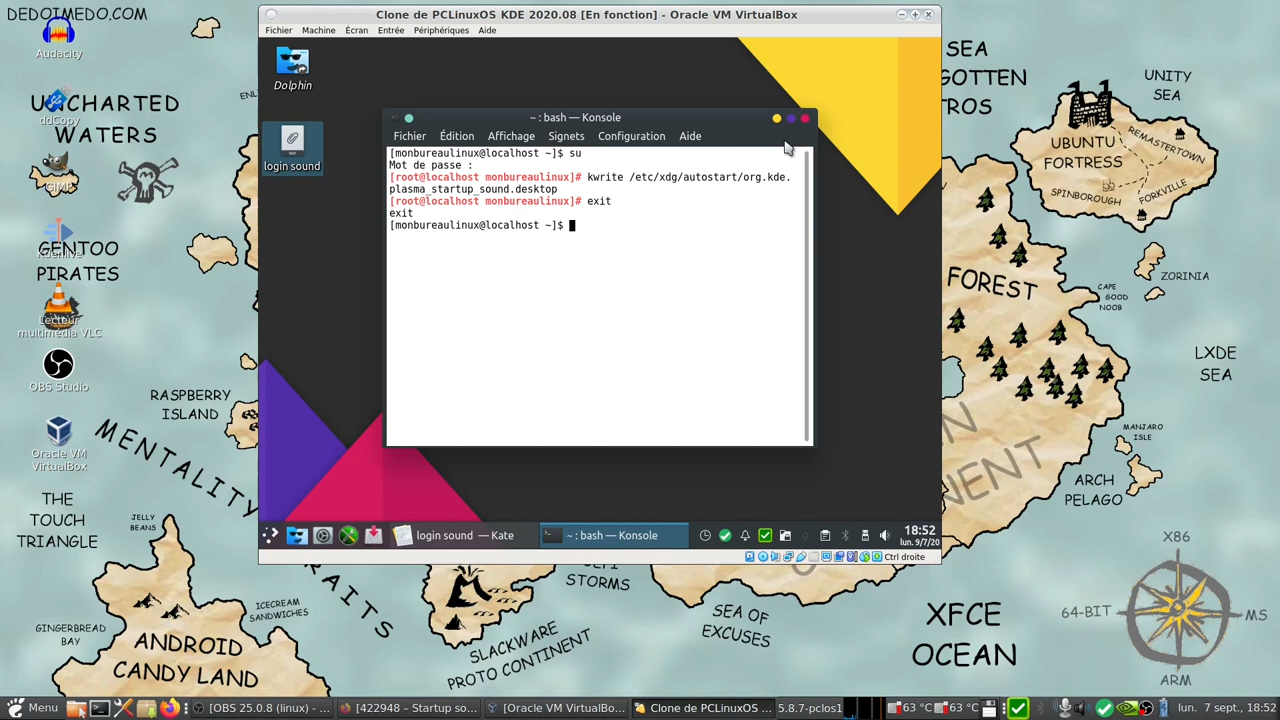 DEDOIMEDO.COM
Audacity
UNCHARTED
WATERS
ddCopy
GIMP
GENTOO
PIRATES
Kdenlive
Lecteur
multimédia VLC
OBS Studio
RASPBERRY
ISLAND
Oracle VM
VirtualBox
MENTALITY
THE
TOUCH
TRIANGLE
JELLY
BEANS
ICECREAM
SANDWICHES
GINGERBREAD
BAY
ANDROID
CANDY LAND
Clone de PCLinuxOS KDE 2020.08 [En fonction] - Oracle VM VirtualBox
Fichier Machine Écran Entrée Périphériques Aide
Dolphin
login sound
~ : bash — Konsole
Fichier Édition Affichage Signets Configuration Aide
[monbureaulinux@localhost ~]$ su
Mot de passe :
[root@localhost monbureaulinux]# kwrite /etc/xdg/autostart/org.kde.
plasma_startup_sound.desktop
[root@localhost monbureaulinux]# exit
exit
[monbureaulinux@localhost ~]$
login sound — Kate
~ : bash — Konsole
18:52
lun. 9/7/20
Ctrl droite
SLACKWARE
PROTO CONTINENT
STORMS
SEA OF
EXCUSES
SEA
GOTTEN
UNITY
SEA
UBUNTU
FORTRESS
REMASTERTOWN
SPINBOROUGH
FORKVILLE
FOREST
ZORINIA
CAPE
GOOD
NOOB
LXDE
SEA
MANJARO
ISLE
ARCH
PELAGO
X86
64-BIT
MS
ARM
XFCE
OCEAN
Menu
[OBS 25.0.8 (linux) - ...
[422948 – Startup so...
[Oracle VM VirtualBo...
Clone de PCLinuxOS ...
5.8.7-pclos1
63 °C
63 °C
lun. 7 sept., 18:52